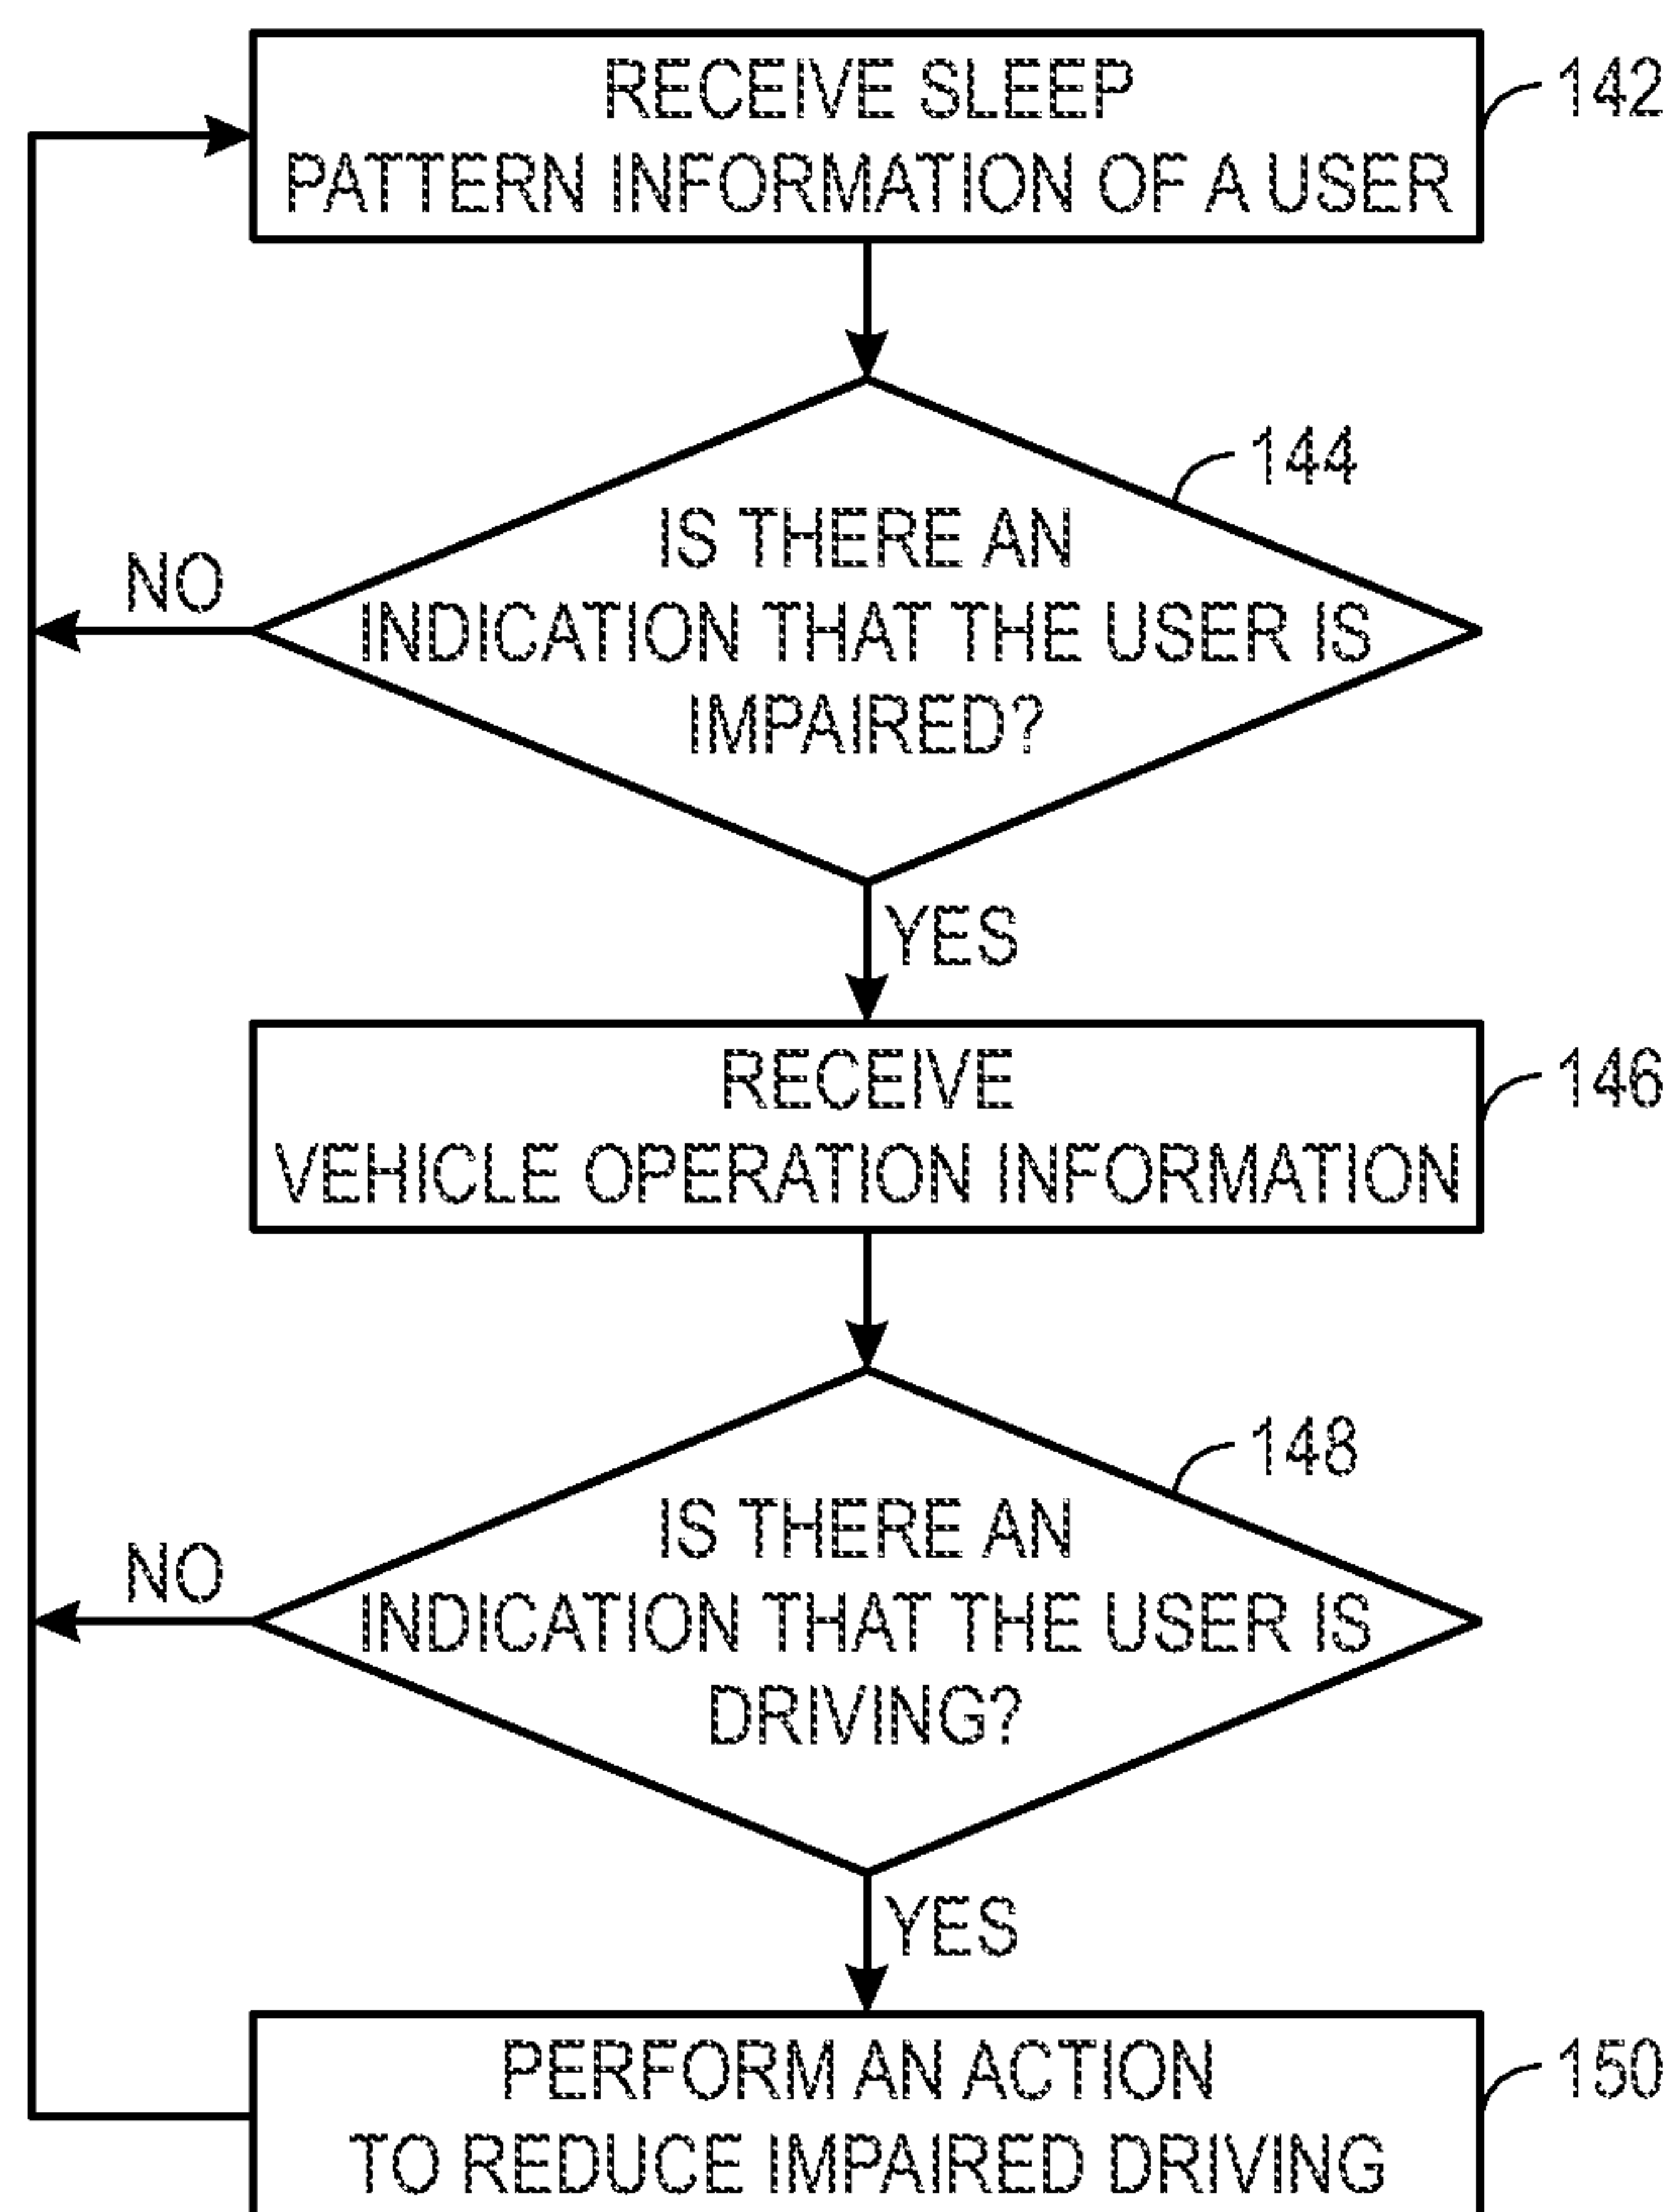 RECEIVE SLEEP
PATTERN INFORMATION OF A USER
142
144
IS THERE AN
INDICATION THAT THE USER IS
IMPAIRED?
NO
YES
RECEIVE
VEHICLE OPERATION INFORMATION
146
148
IS THERE AN
INDICATION THAT THE USER IS
DRIVING?
NO
YES
PERFORM AN ACTION
TO REDUCE IMPAIRED DRIVING
150